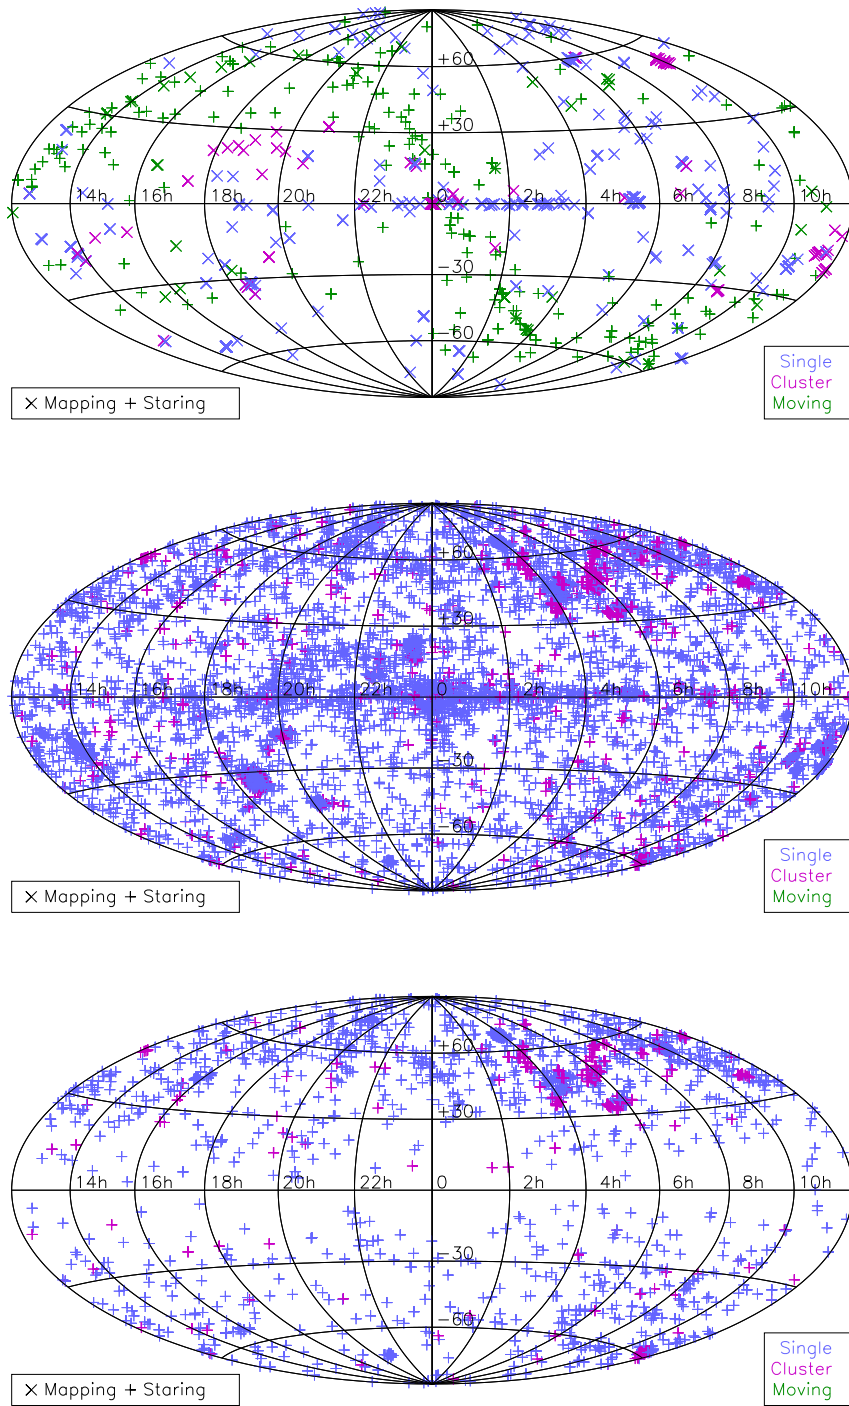 +60
+30
14h 16h 18h 20h 22h 0 2h 4h 6h 8h 10h
−30
−60
Single
Cluster
Moving
× Mapping + Staring
+60
+30
14h 16h 18h 20h 22h 0 2h 4h 6h 8h 10h
−30
−60
Single
Cluster
Moving
× Mapping + Staring
+60
+30
14h 16h 18h 20h 22h 0 2h 4h 6h 8h 10h
−30
−60
Single
Cluster
Moving
× Mapping + Staring